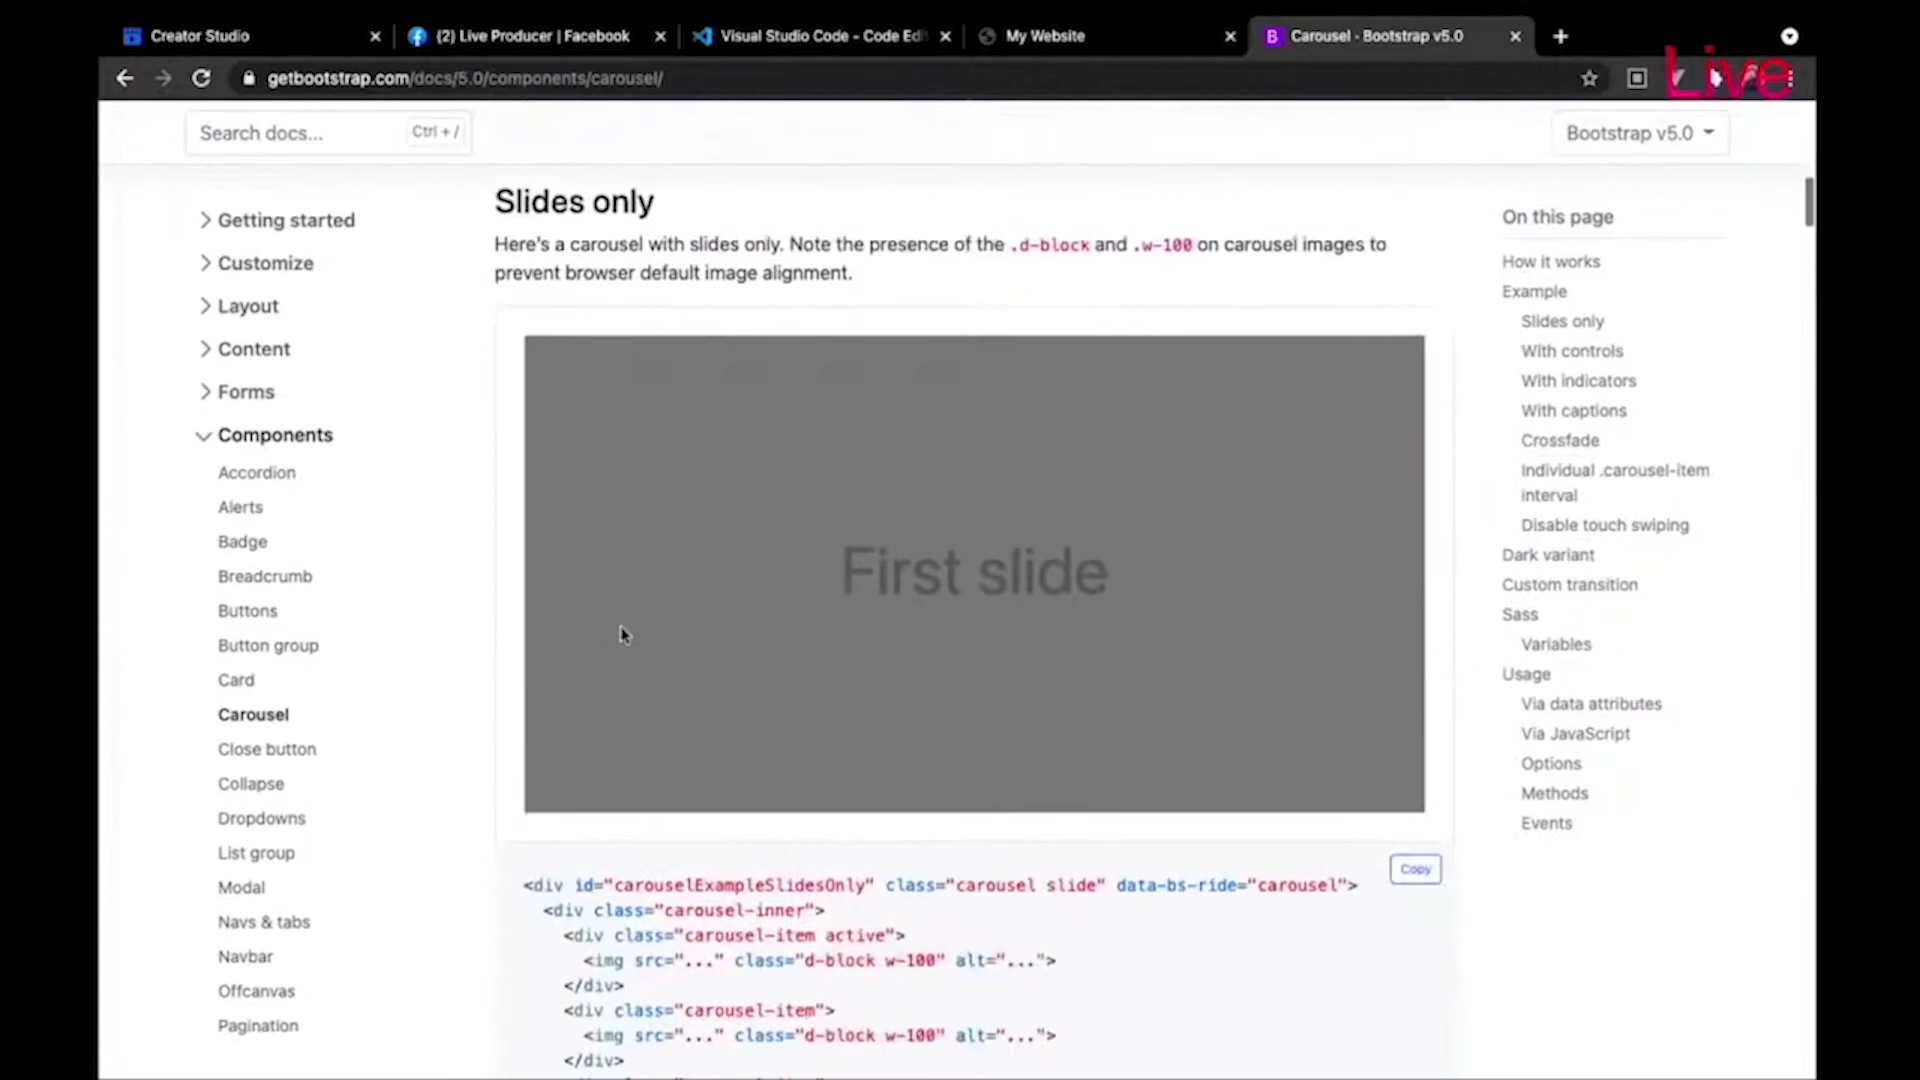 Creator Studio
(2) Live Producer | Facebook
Visual Studio Code - Code Edi
My Website
B
Carousel · Bootstrap v5.0
getbootstrap.com/docs/5.0/components/carousel/
Live
Search docs...
Ctrl + /
Bootstrap v5.0
Getting started
Customize
Layout
Content
Forms
Components
Accordion
Alerts
Badge
Breadcrumb
Buttons
Button group
Card
Carousel
Close button
Collapse
Dropdowns
List group
Modal
Navs & tabs
Navbar
Offcanvas
Pagination
Slides only
Here's a carousel with slides only. Note the presence of the .d-block and .w-100 on carousel images to
prevent browser default image alignment.
First slide
Copy
<div id="carouselExampleSlidesOnly" class="carousel slide" data-bs-ride="carousel">
<div class="carousel-inner">
<div class="carousel-item active">
<img src="..." class="d-block w-100" alt="...">
</div>
<div class="carousel-item">
<img src="..." class="d-block w-100" alt="...">
</div>
On this page
How it works
Example
Slides only
With controls
With indicators
With captions
Crossfade
Individual .carousel-item
interval
Disable touch swiping
Dark variant
Custom transition
Sass
Variables
Usage
Via data attributes
Via JavaScript
Options
Methods
Events